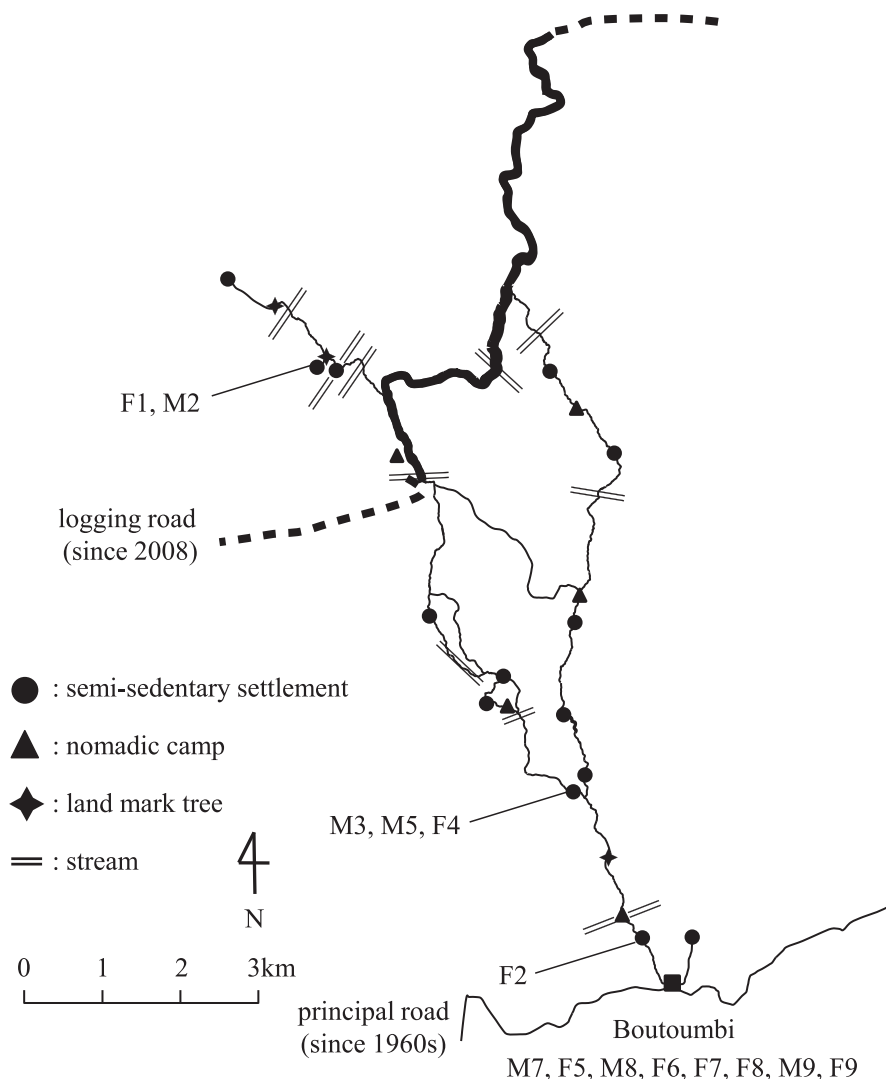 F1, M2
logging road
(since 2008)
: semi-sedentary settlement
: nomadic camp
: land mark tree
: stream
N
M3, M5, F4
F2
0 1 2 3km
principal road
(since 1960s)
Boutoumbi
M7, F5, M8, F6, F7, F8, M9, F9